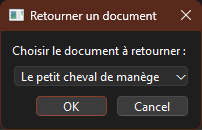 Retourner un document
Choisir le document à retourner :
Le petit cheval de manège
OK
Cancel